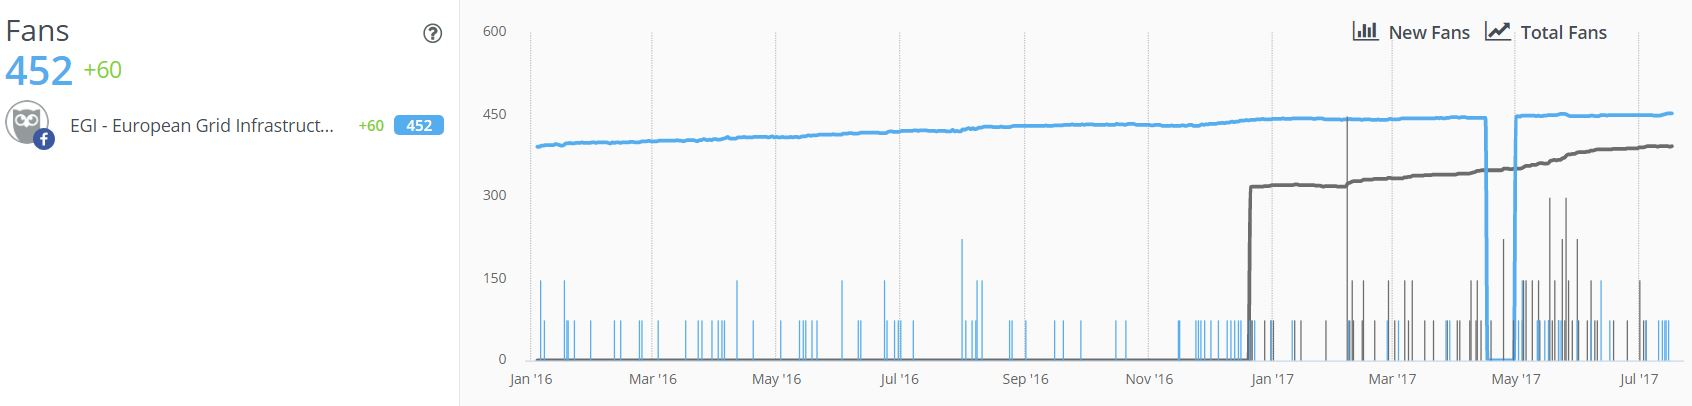 Fans
?
452 +60
f
EGI - European Grid Infrastruct... +60 452
New Fans Total Fans
600
450
300
150
0
Jan '16 Mar '16 May '16 Jul '16 Sep '16 Nov '16 Jan '17 Mar '17 May '17 Jul '17